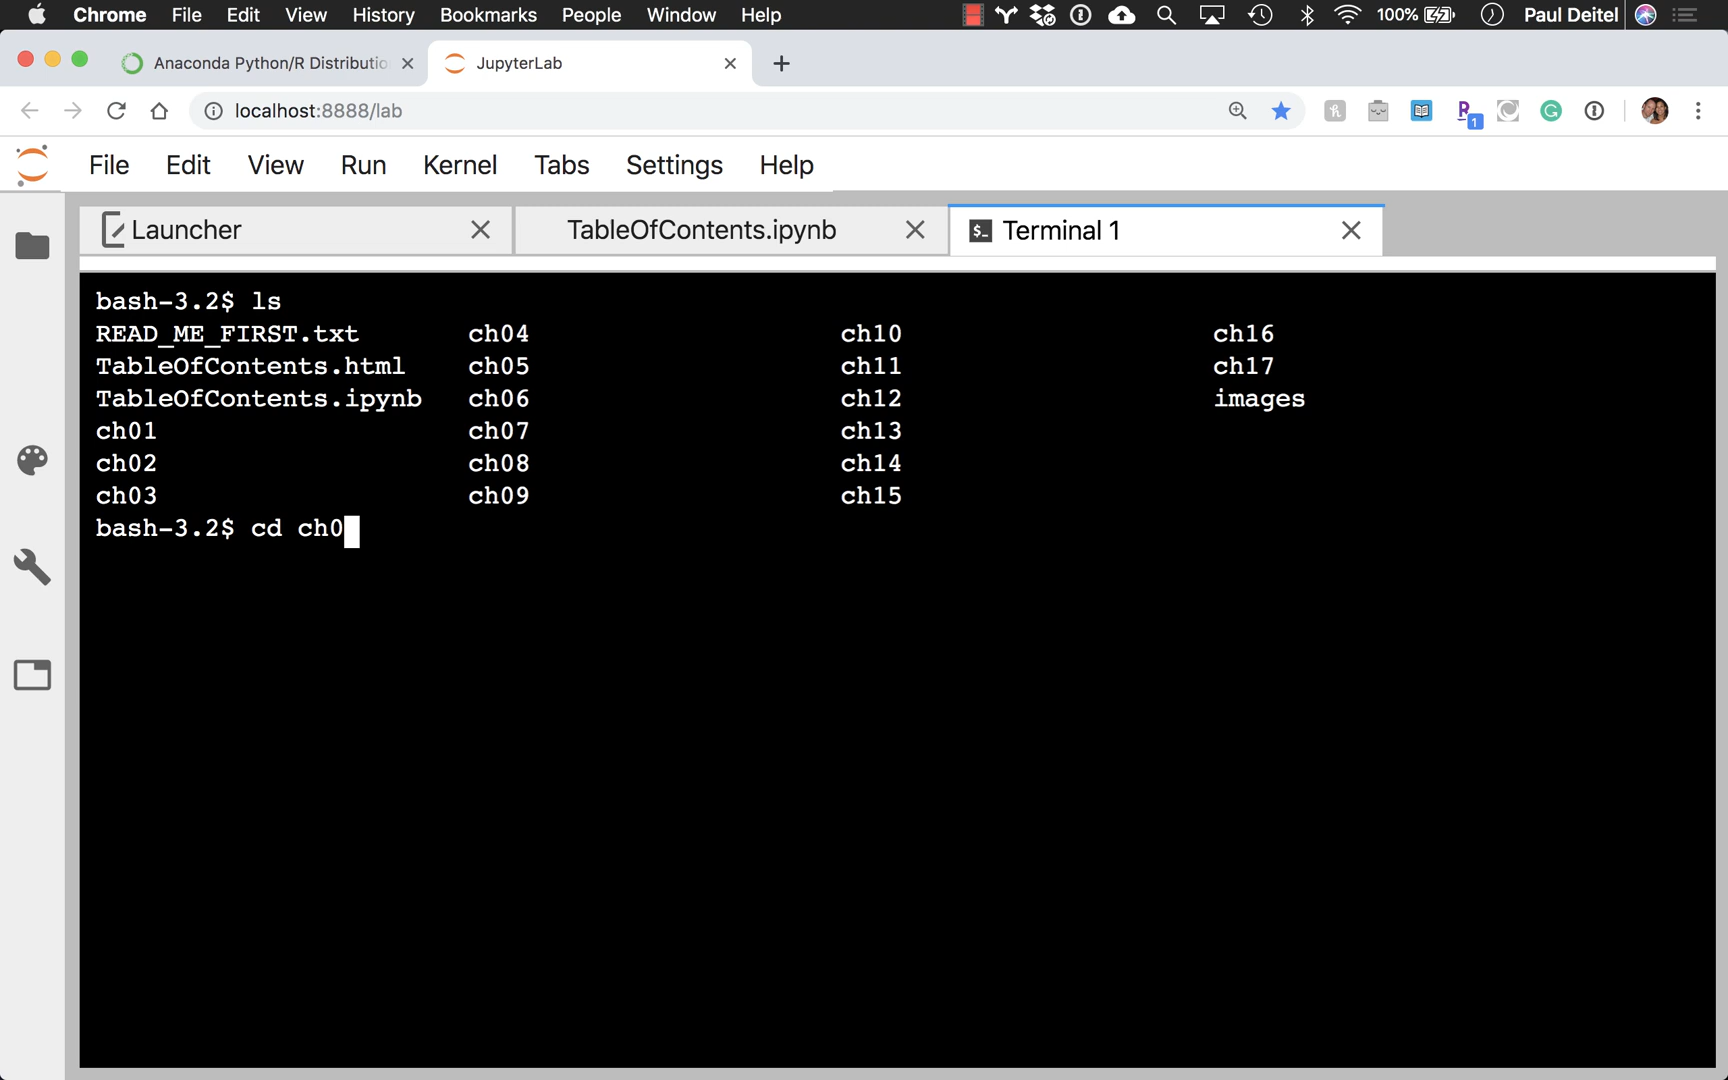 Chrome File Edit View History Bookmarks People Window Help 100% Paul Deitel
Anaconda Python/R Distributio JupyterLab
localhost:8888/lab 1
File Edit View Run Kernel Tabs Settings Help
Launcher TableOfContents.ipynb $_ Terminal 1
bash-3.2$ ls
READ_ME_FIRST.txt ch04 ch10 ch16
TableOfContents.html ch05 ch11 ch17
TableOfContents.ipynb ch06 ch12 images
ch01 ch07 ch13
ch02 ch08 ch14
ch03 ch09 ch15
bash-3.2$ cd ch0